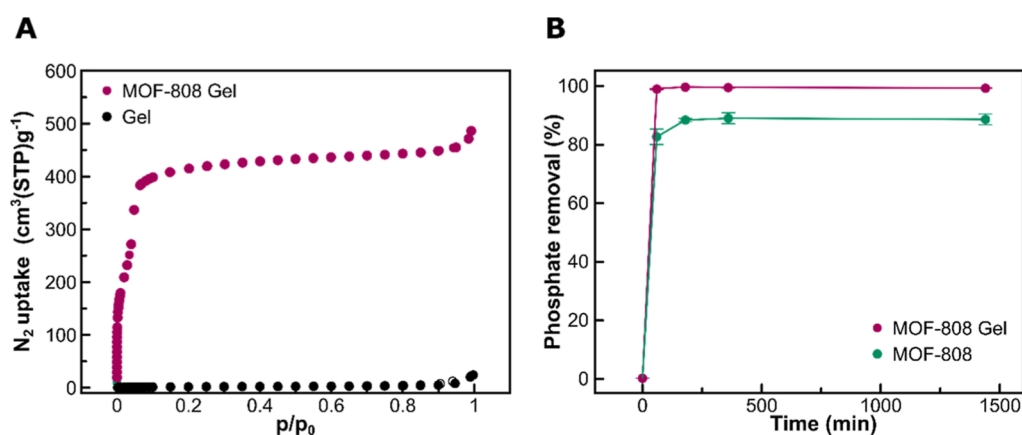 A
N₂ uptake (cm³(STP)g⁻¹)
600
500
400
300
200
100
0
MOF-808 Gel
Gel
0 0.2 0.4 0.6 0.8 1
p/p₀
B
Phosphate removal (%)
100
80
60
40
20
0
MOF-808 Gel
MOF-808
0 500 1000 1500
Time (min)